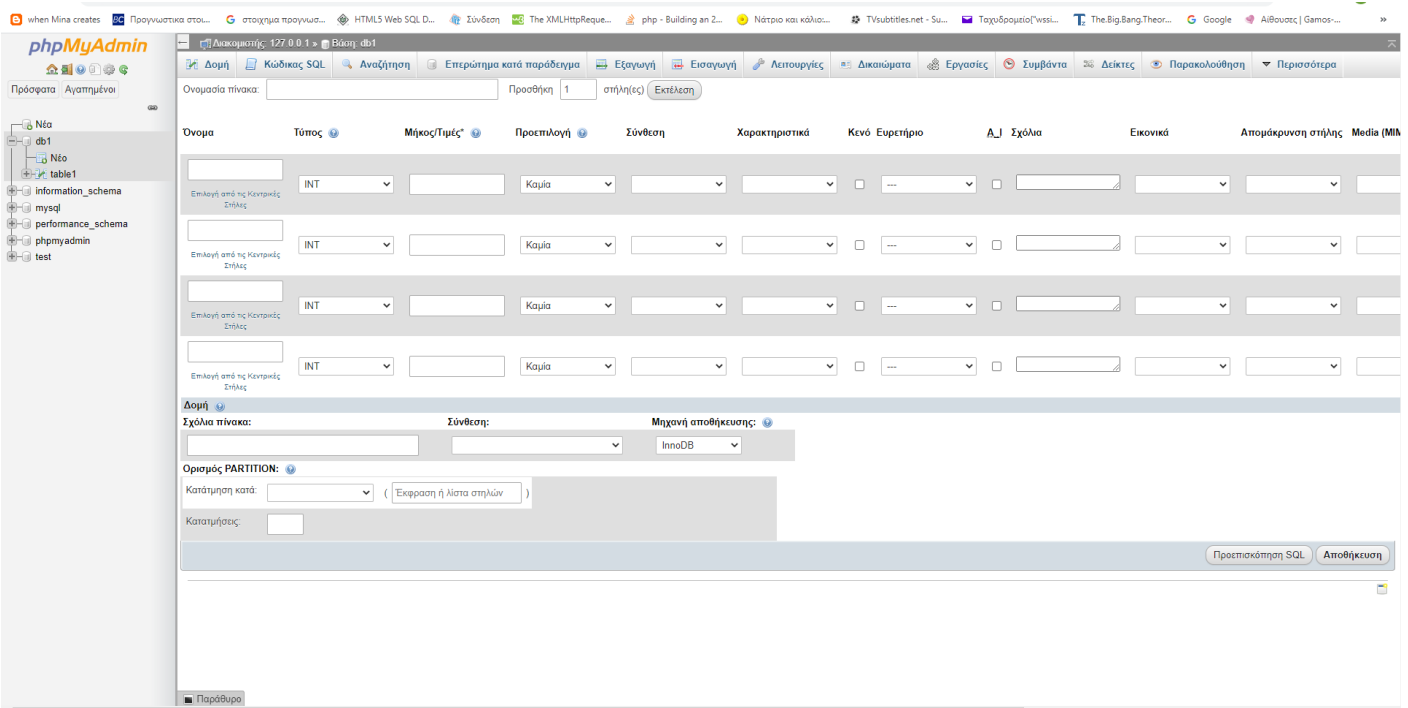 when Mina creates BC Προγνωστικα στοι... G στοιχημα προγνωσ... HTML5 Web SQL D... Σύνδεση The XMLHttpReque... php - Building an 2... Νάτριο και κάλιο:... TVsubtitles.net - Su... Ταχυδρομείο("wssi... The.Big.Bang.Theor... G Google Αίθουσες | Gamos-... »
phpMyAdmin
Πρόσφατα Αγαπημένοι
Νέα
db1
Νέο
table1
information_schema
mysql
performance_schema
phpmyadmin
test
Διακομιστής: 127.0.0.1 » Βάση: db1
Δομή Κώδικας SQL Αναζήτηση Επερώτημα κατά παράδειγμα Εξαγωγή Εισαγωγή Λειτουργίες Δικαιώματα Εργασίες Συμβάντα Δείκτες Παρακολούθηση Περισσότερα
Ονομασία πίνακα: Προσθήκη 1 στήλη(ες) Εκτέλεση
Όνομα Τύπος Μήκος/Τιμές* Προεπιλογή Σύνθεση Χαρακτηριστικά Κενό Ευρετήριο A_I Σχόλια Εικονικά Απομάκρυνση στήλης Media (MIM
INT Καμία ---
Επιλογή από τις Κεντρικές
Στήλες
INT Καμία ---
Επιλογή από τις Κεντρικές
Στήλες
INT Καμία ---
Επιλογή από τις Κεντρικές
Στήλες
INT Καμία ---
Επιλογή από τις Κεντρικές
Στήλες
Δομή
Σχόλια πίνακα: Σύνθεση: Μηχανή αποθήκευσης:
InnoDB
Ορισμός PARTITION:
Κατάτμηση κατά: ( Έκφραση ή λίστα στηλών )
Κατατμήσεις:
Προεπισκόπηση SQL Αποθήκευση
Παράθυρο